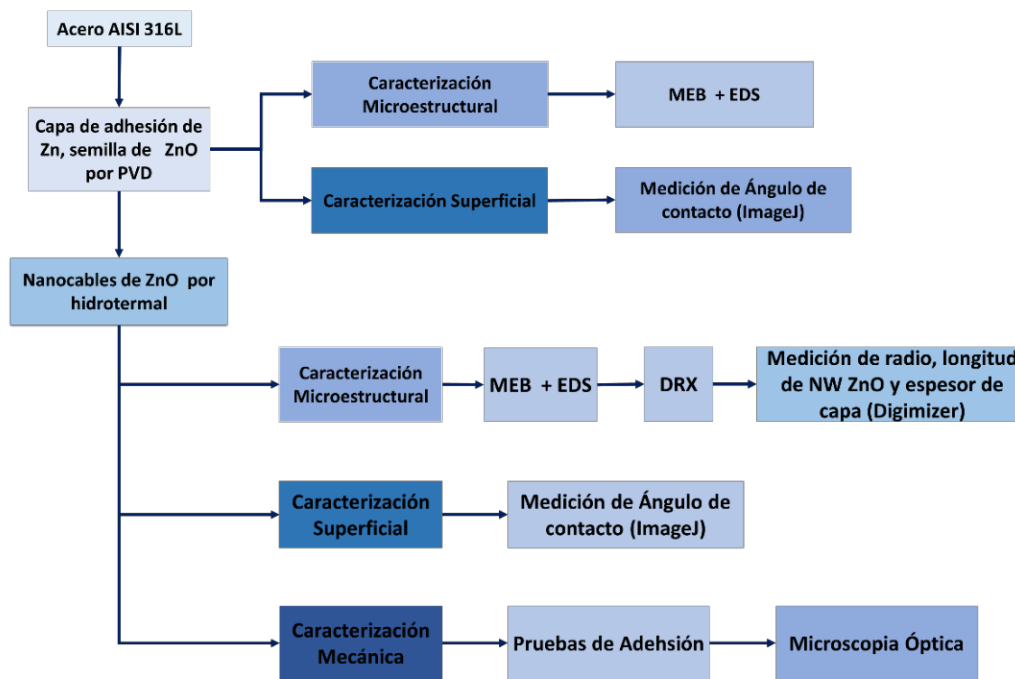 Acero AISI 316L
Caracterización
Microestructural
MEB + EDS
Capa de adhesión de
Zn, semilla de ZnO
por PVD
Caracterización Superficial
Medición de Ángulo de
contacto (ImageJ)
Nanocables de ZnO por
hidrotermal
Caracterización
Microestructural
MEB + EDS
DRX
Medición de radio, longitud
de NW ZnO y espesor de
capa (Digimizer)
Caracterización
Superficial
Medición de Ángulo de
contacto (ImageJ)
Caracterización
Mecánica
Pruebas de Adehsión
Microscopia Óptica